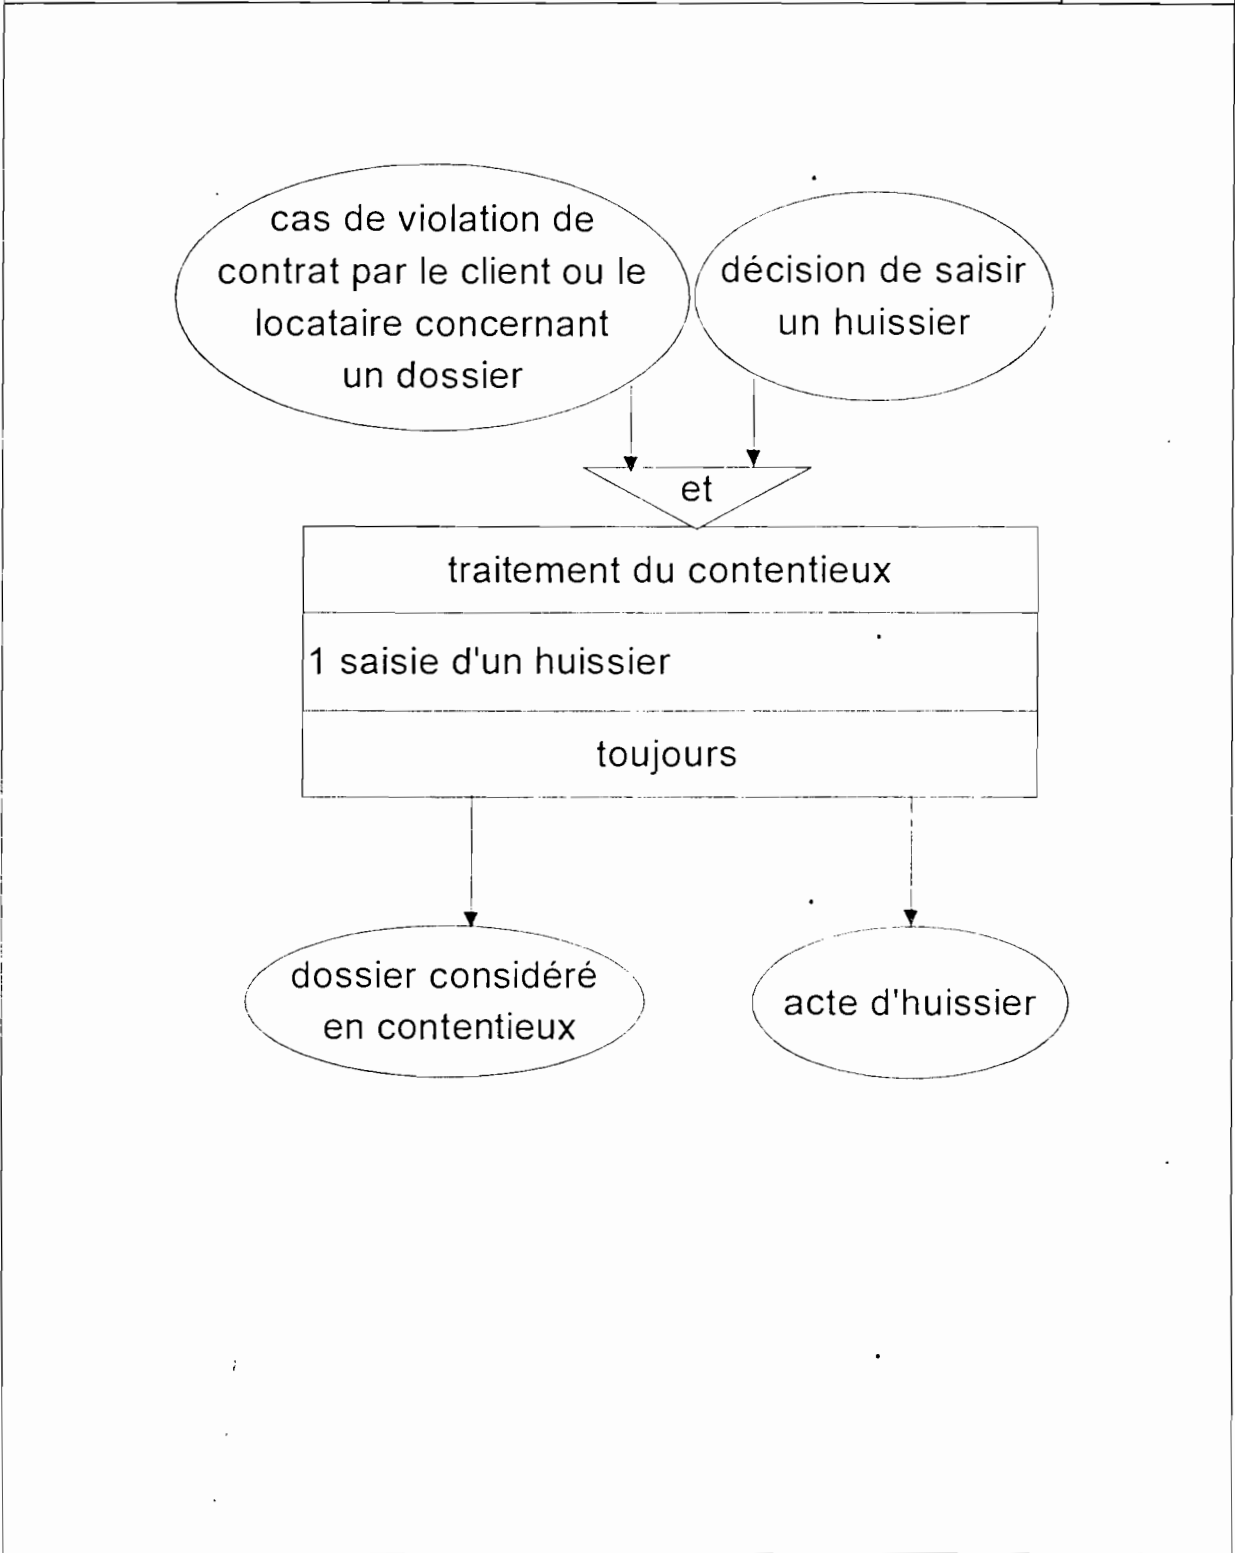 cas de violation de
contrat par le client ou le
locataire concernant
un dossier
décision de saisir
un huissier
et
traitement du contentieux
1 saisie d'un huissier
toujours
dossier considéré
en contentieux
acte d'huissier